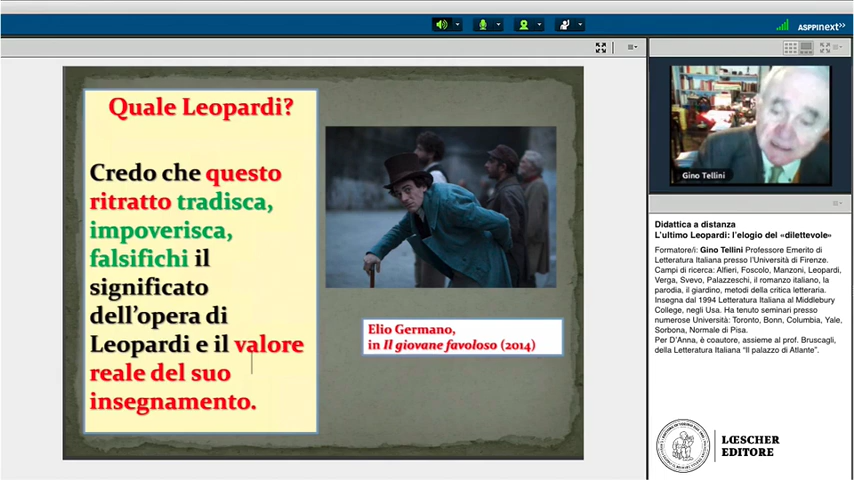 ASPPInext>>
Quale Leopardi?
Credo che questo
ritratto tradisca,
impoverisca,
falsifichi il
significato
dell'opera di
Leopardi e il valore
reale del suo
insegnamento.
Elio Germano,
in Il giovane favoloso (2014)
Gino Tellini
Didattica a distanza
L'ultimo Leopardi: l'elogio del «dilettevole»
Formatore/i: Gino Tellini Professore Emerito di
Letteratura Italiana presso l'Università di Firenze.
Campi di ricerca: Alfieri, Foscolo, Manzoni, Leopardi,
Verga, Svevo, Palazzeschi, il romanzo italiano, la
parodia, il giardino, metodi della critica letteraria.
Insegna dal 1994 Letteratura Italiana al Middlebury
College, negli Usa. Ha tenuto seminari presso
numerose Università: Toronto, Bonn, Columbia, Yale,
Sorbona, Normale di Pisa.
Per D'Anna, è coautore, assieme al prof. Bruscagli,
della Letteratura Italiana "Il palazzo di Atlante".
LŒSCHER
EDITORE